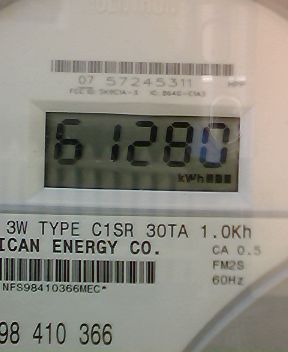 07 57245311
61280
kWh
3W TYPE C1SR 30TA 1.0Kh
ICAN ENERGY CO. CA 0.5
FM2S
NFS98410366MEC* 60Hz
98 410 366